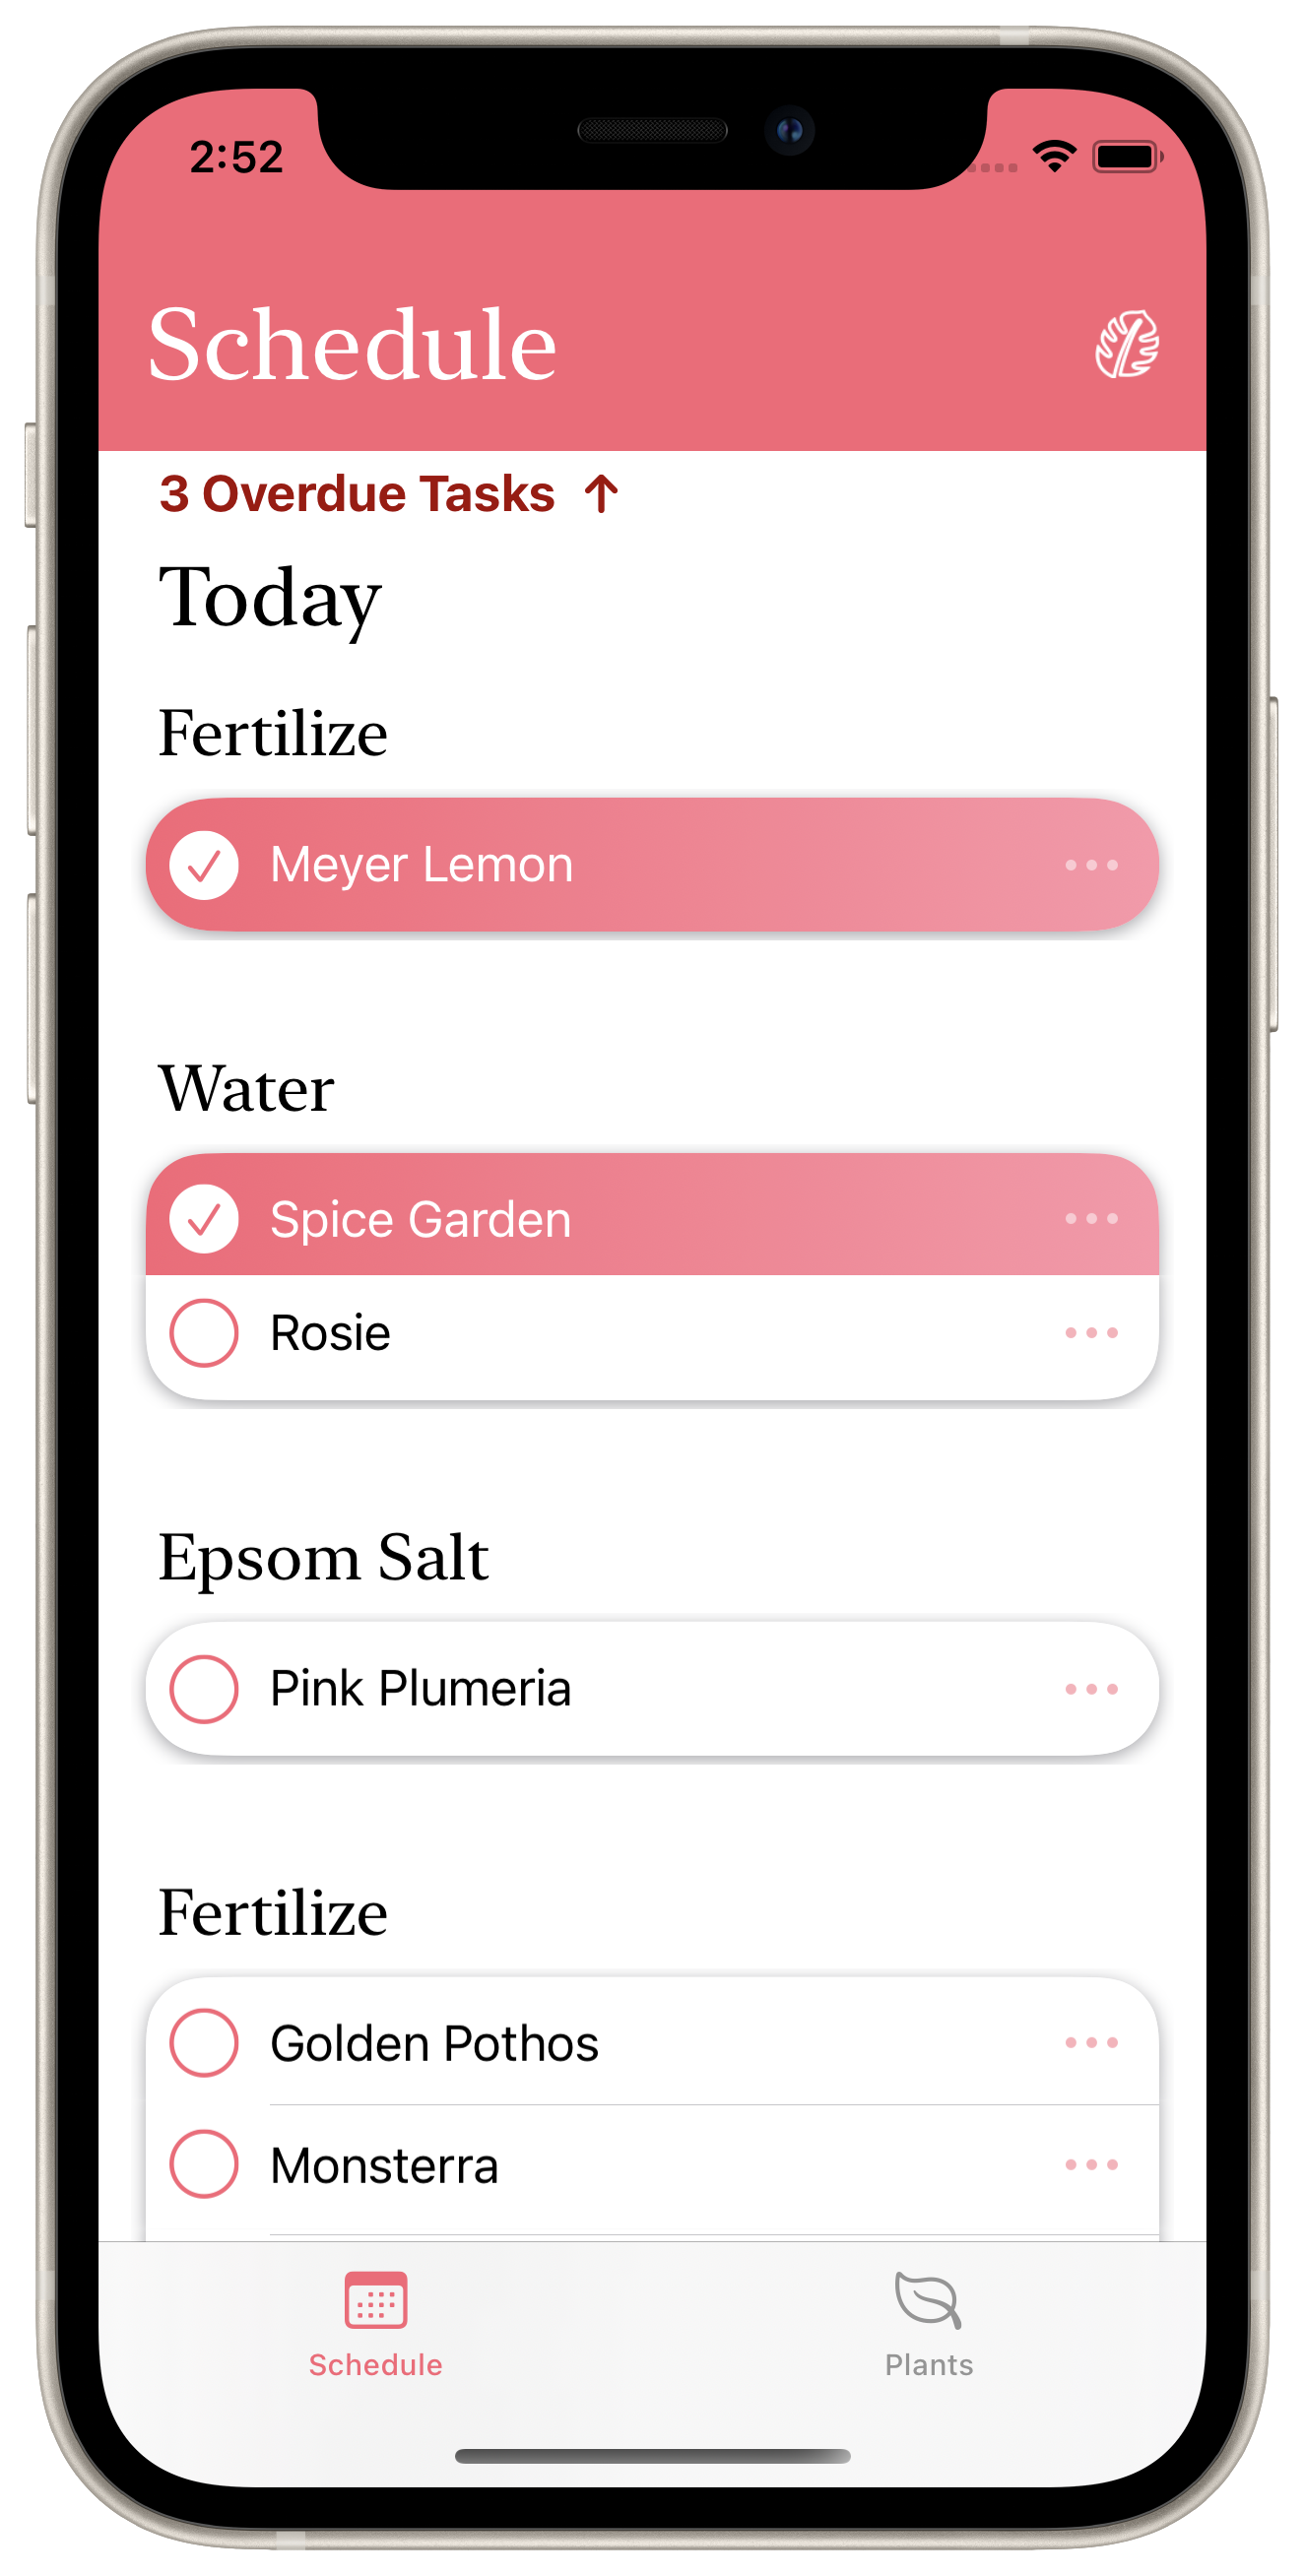 2:52
Schedule
3 Overdue Tasks ↑
Today
Fertilize
Meyer Lemon
Water
Spice Garden
Rosie
Epsom Salt
Pink Plumeria
Fertilize
Golden Pothos
Monsterra
Schedule Plants